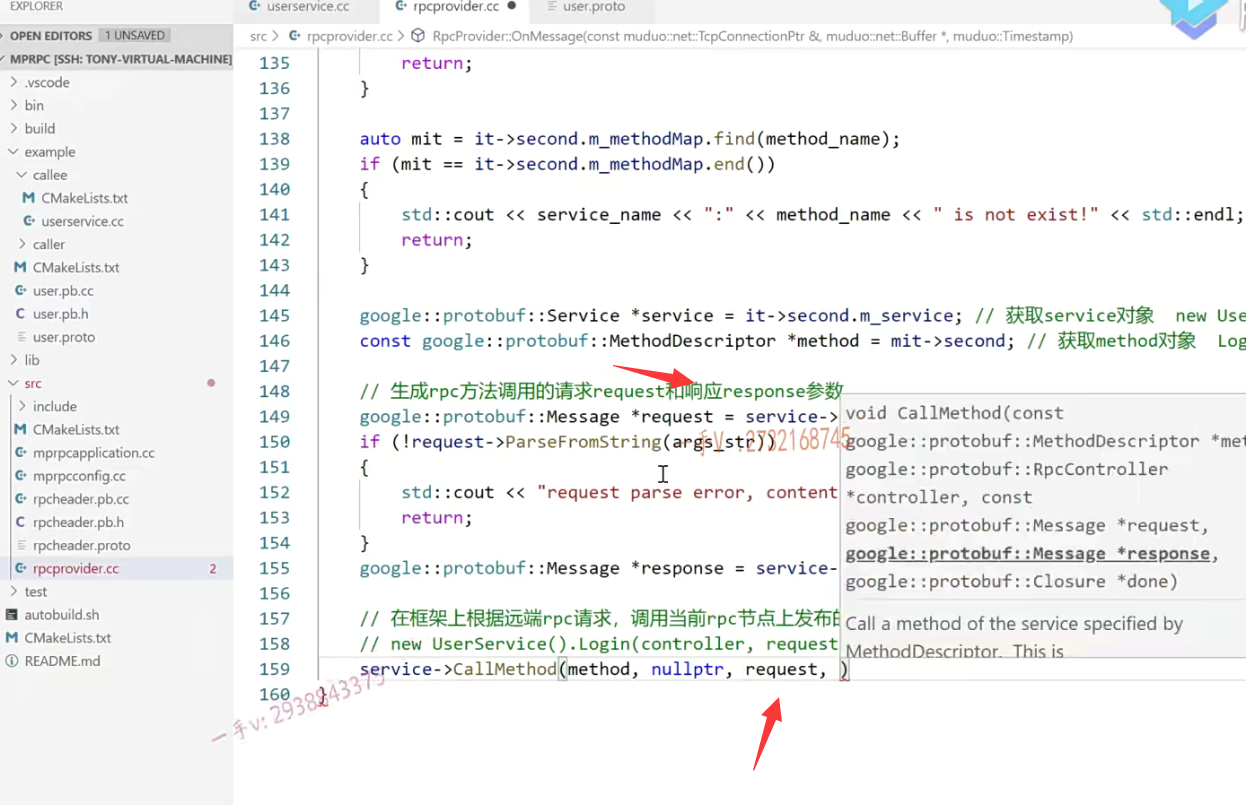 EXPLORER
userservice.cc
rpcprovider.cc
user.proto
OPEN EDITORS 1 UNSAVED
src > rpcprovider.cc > RpcProvider::OnMessage(const muduo::net::TcpConnectionPtr &, muduo::net::Buffer *, muduo::Timestamp)
MPRPC [SSH: TONY-VIRTUAL-MACHINE]
.vscode
bin
build
example
callee
CMakeLists.txt
userservice.cc
caller
CMakeLists.txt
user.pb.cc
user.pb.h
user.proto
lib
src
include
CMakeLists.txt
mprpcapplication.cc
mprpcconfig.cc
rpcheader.pb.cc
rpcheader.pb.h
rpcheader.proto
rpcprovider.cc 2
test
autobuild.sh
CMakeLists.txt
README.md
135 return;
136 }
137
138 auto mit = it->second.m_methodMap.find(method_name);
139 if (mit == it->second.m_methodMap.end())
140 {
141 std::cout << service_name << ":" << method_name << " is not exist!" << std::endl;
142 return;
143 }
144
145 google::protobuf::Service *service = it->second.m_service; // 获取service对象 new Use
146 const google::protobuf::MethodDescriptor *method = mit->second; // 获取method对象 Log
147
148 // 生成rpc方法调用的请求request和响应response参数
149 google::protobuf::Message *request = service->
150 if (!request->ParseFromString(args_str))
151 {
152 std::cout << "request parse error, content
153 return;
154 }
155 google::protobuf::Message *response = service-
156
157 // 在框架上根据远端rpc请求，调用当前rpc节点上发布的
158 // new UserService().Login(controller, request
159 service->CallMethod(method, nullptr, request, )
160 }
void CallMethod(const
google::protobuf::MethodDescriptor *met
google::protobuf::RpcController
*controller, const
google::protobuf::Message *request,
google::protobuf::Message *response,
google::protobuf::Closure *done)
Call a method of the service specified by
MethodDescriptor. This is
一手V:2732168745
一手v:2938843375